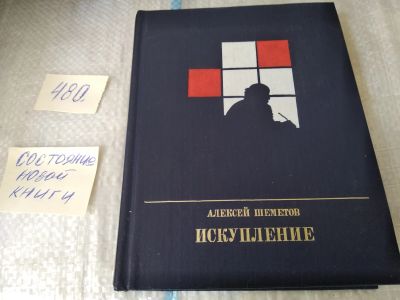 480.
СОСТОЯНИЕ
НОВОЙ
КНИГИ
АЛЕКСЕЙ ШЕМЕТОВ
ИСКУПЛЕНИЕ